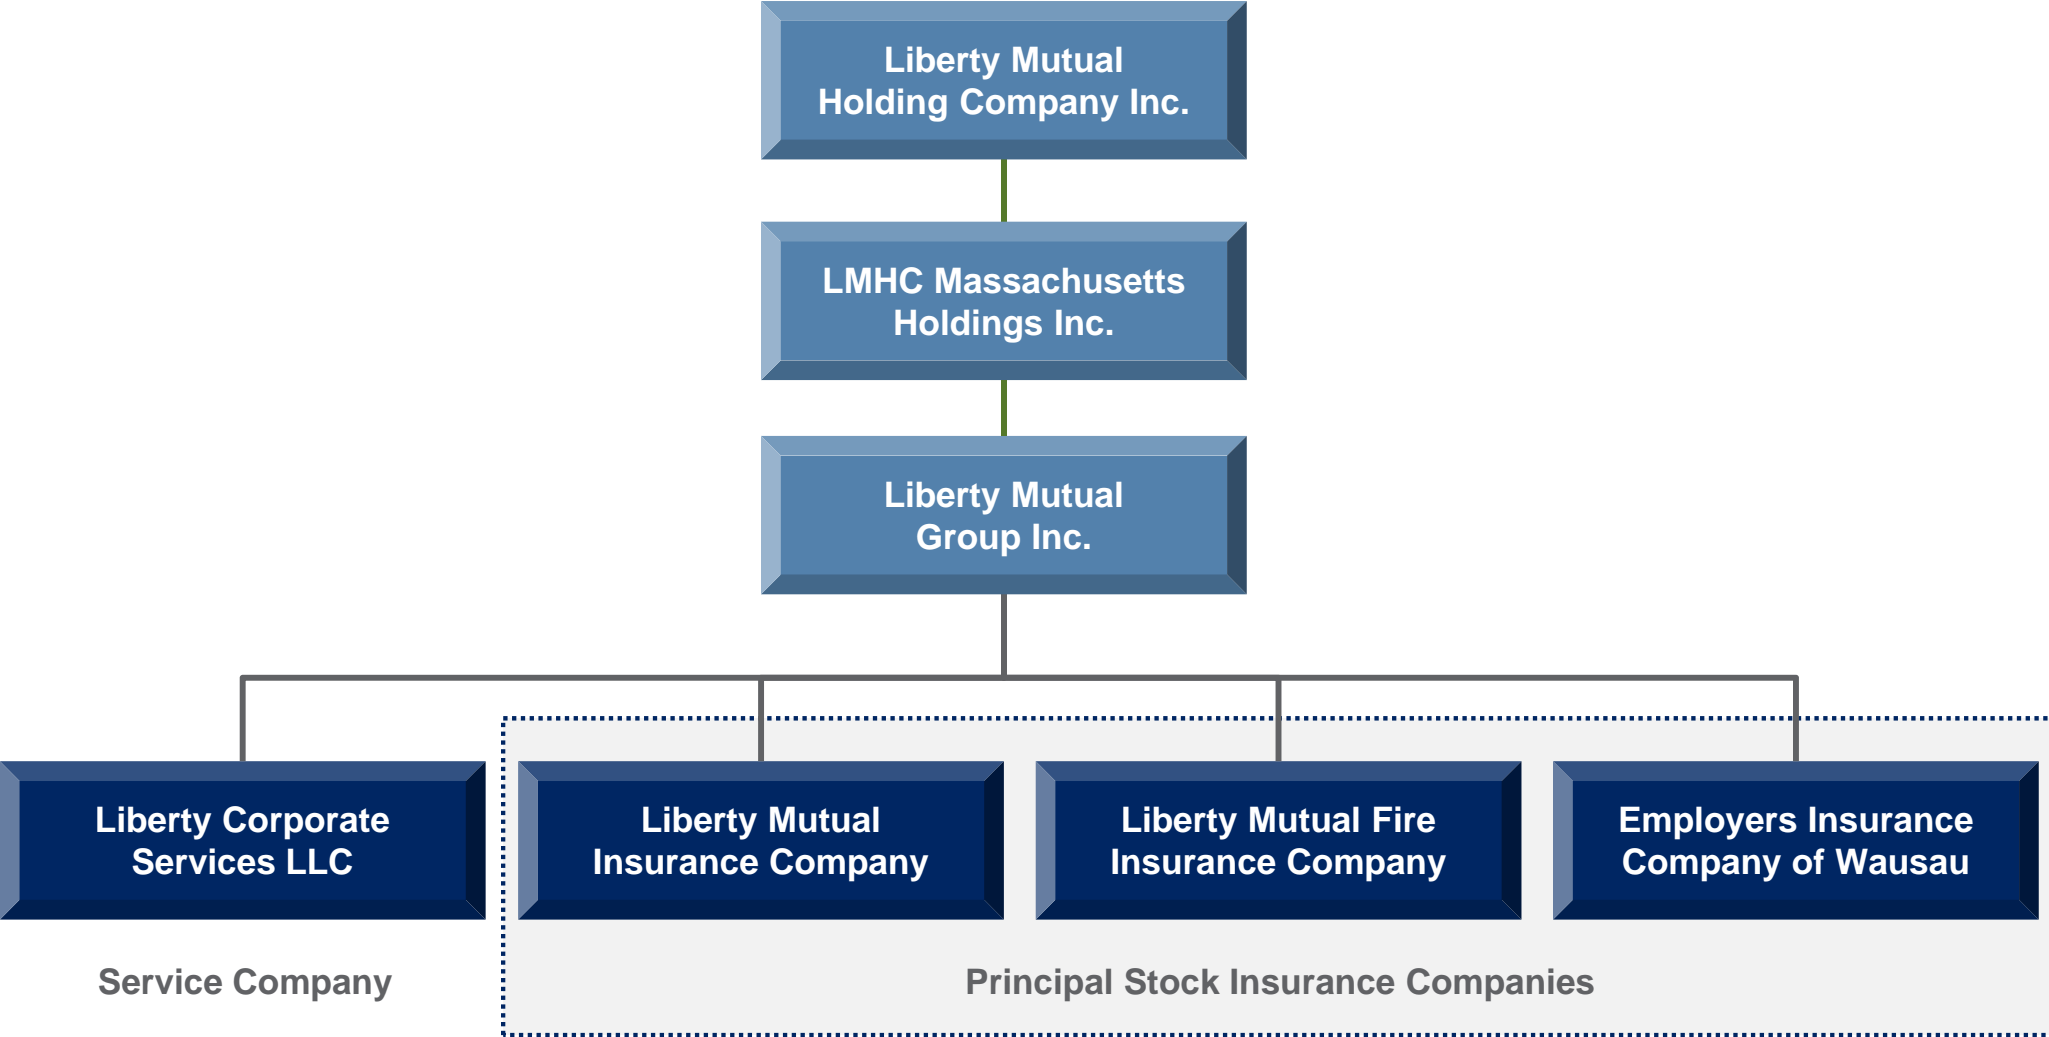 Liberty Mutual
Holding Company Inc.
LMHC Massachusetts
Holdings Inc.
Liberty Mutual
Group Inc.
Liberty Corporate
Services LLC
Liberty Mutual
Insurance Company
Liberty Mutual Fire
Insurance Company
Employers Insurance
Company of Wausau
Service Company
Principal Stock Insurance Companies